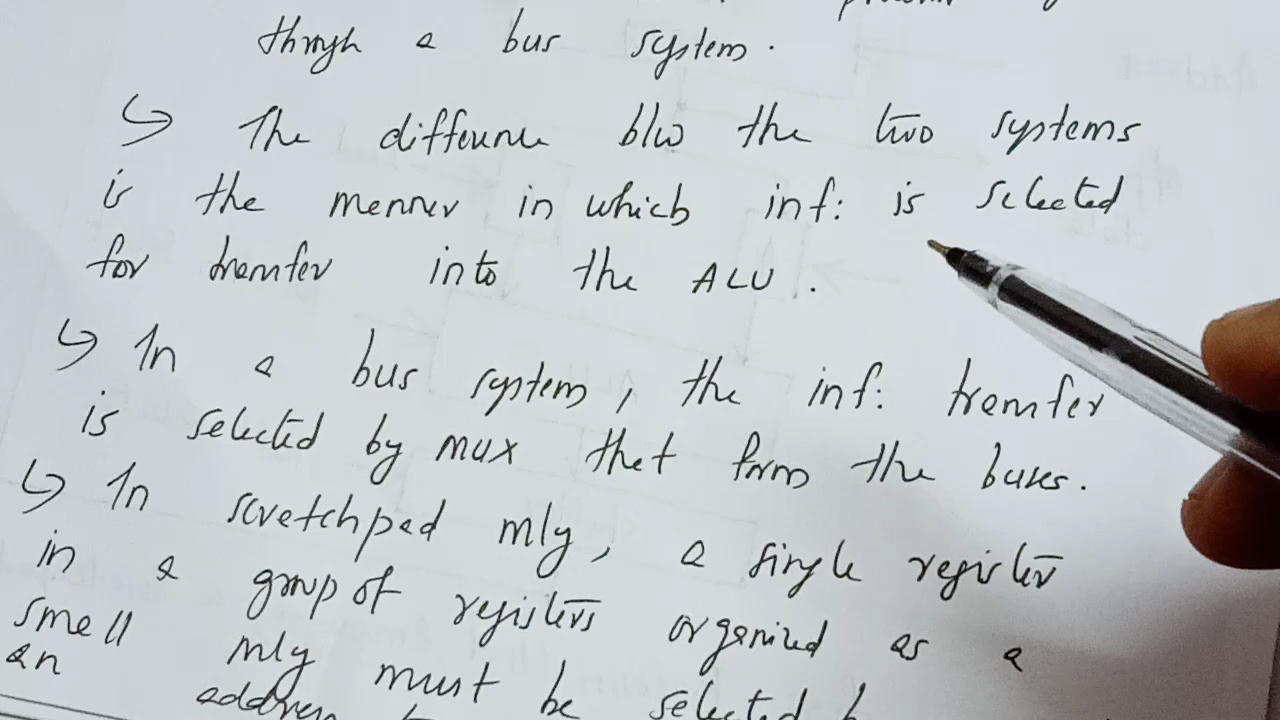 through a bus system.
↳ The difference b/w the two systems
is the manner in which inf: is selected
for transfer into the ALU.
↳ In a bus system, the inf: transfer
is selected by mux that form the buses.
↳ In scratchpad m/y, a single register
in a group of registers organized as a
small m/y must be selected
an address